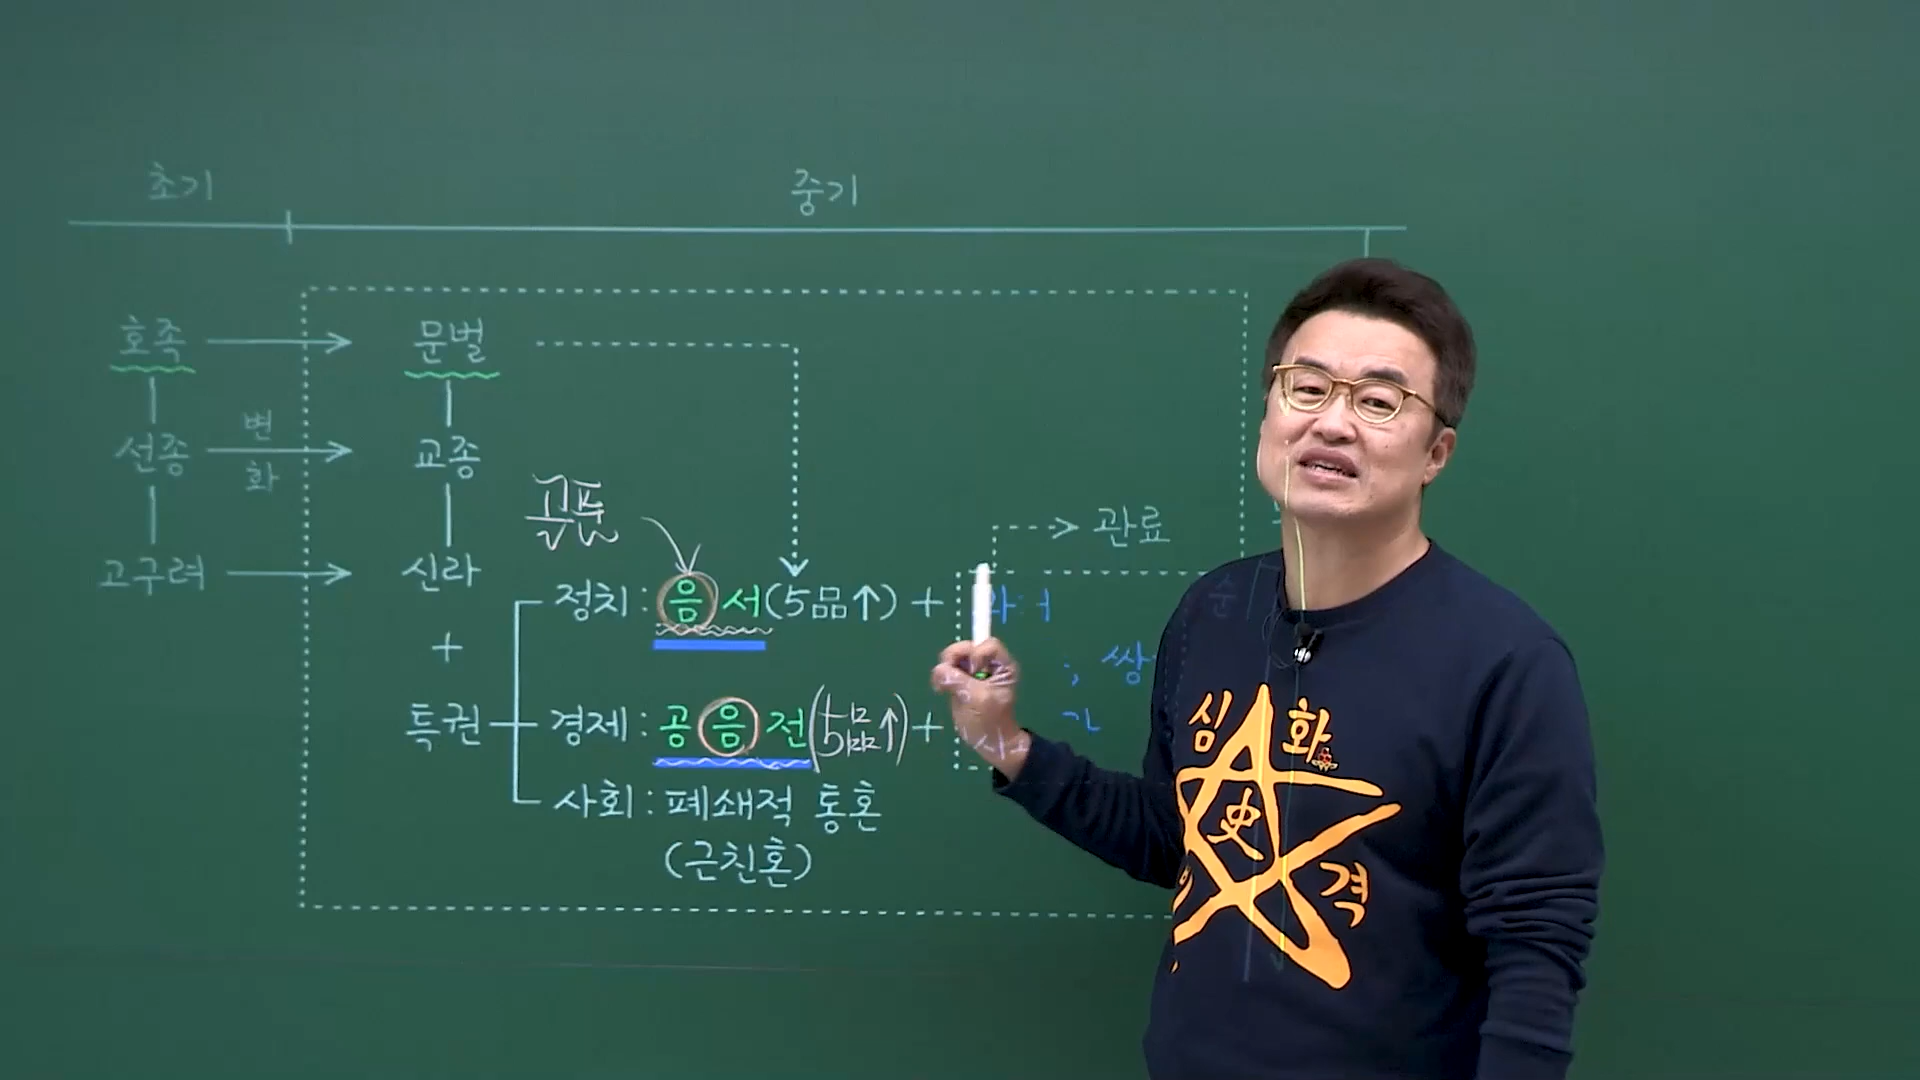 초기
중기
호족 문벌
변
선종 교종
화
공뚠
관료
고구려 신라
정치 : 음서(5品↑) +
+
; 쌍
특권 경제 : 공음전(5品↑) +
사회 : 폐쇄적 통혼
(근친혼)
심화
史
격